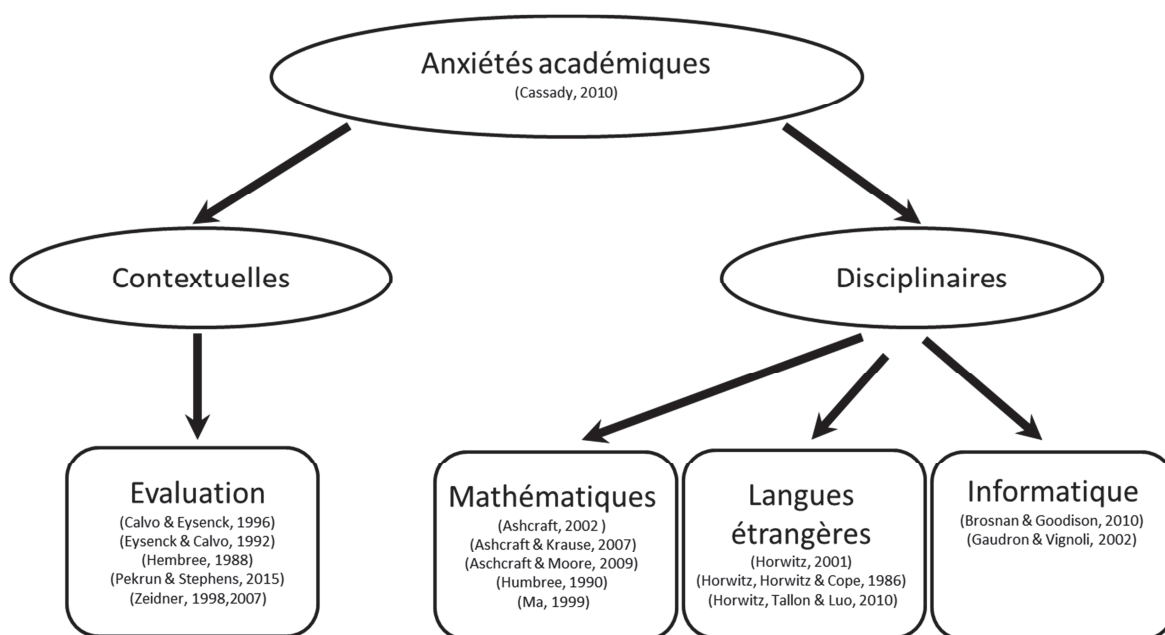 Anxiétés académiques
(Cassady, 2010)
Contextuelles
Disciplinaires
Evaluation
(Calvo & Eysenck, 1996)
(Eysenck & Calvo, 1992)
(Hembree, 1988)
(Pekrun & Stephens, 2015)
(Zeidner, 1998,2007)
Mathématiques
(Ashcraft, 2002 )
(Ashcraft & Krause, 2007)
(Aschcraft & Moore, 2009)
(Humbree, 1990)
(Ma, 1999)
Langues
étrangères
(Horwitz, 2001)
(Horwitz, Horwitz & Cope, 1986)
(Horwitz, Tallon & Luo, 2010)
Informatique
(Brosnan & Goodison, 2010)
(Gaudron & Vignoli, 2002)